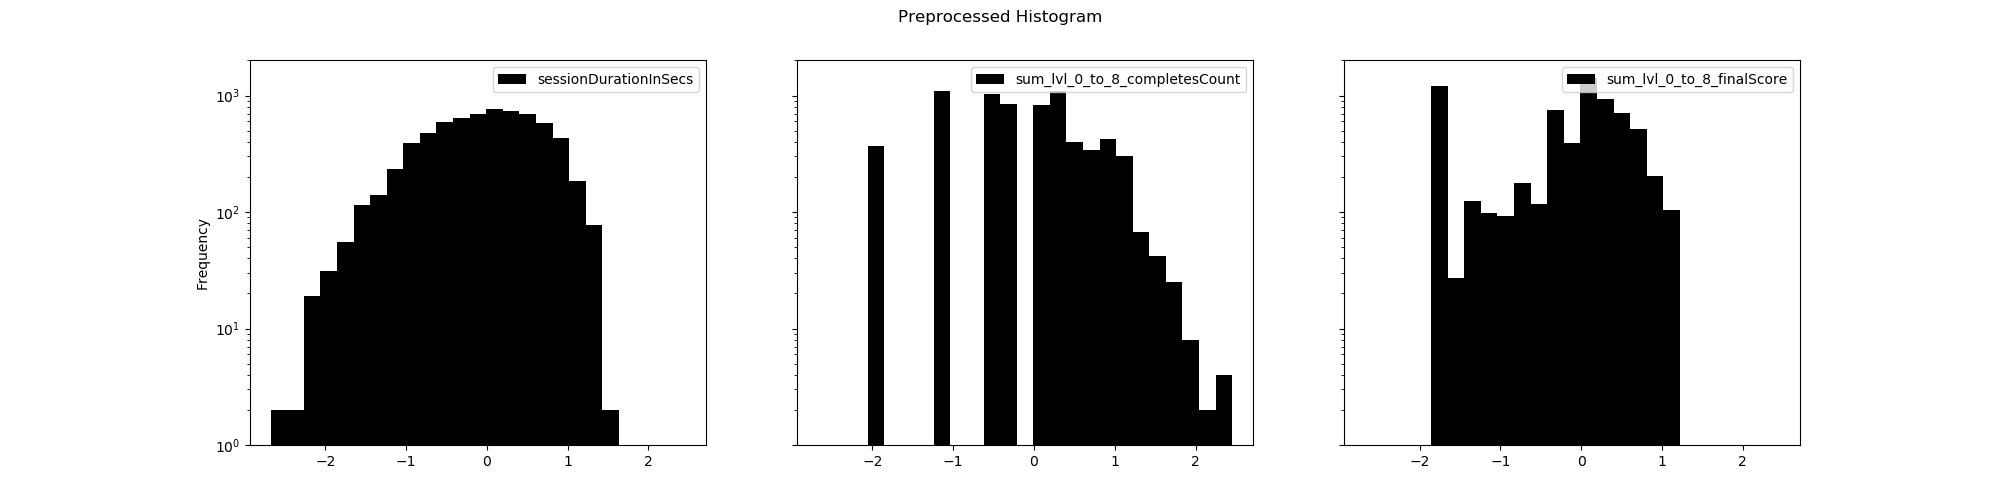 Preprocessed Histogram
sessionDurationInSecs
sum_lvl_0_to_8_completesCount
sum_lvl_0_to_8_finalScore
Frequency
10³
10²
10¹
10⁰
−2 −1 0 1 2
−2 −1 0 1 2
−2 −1 0 1 2